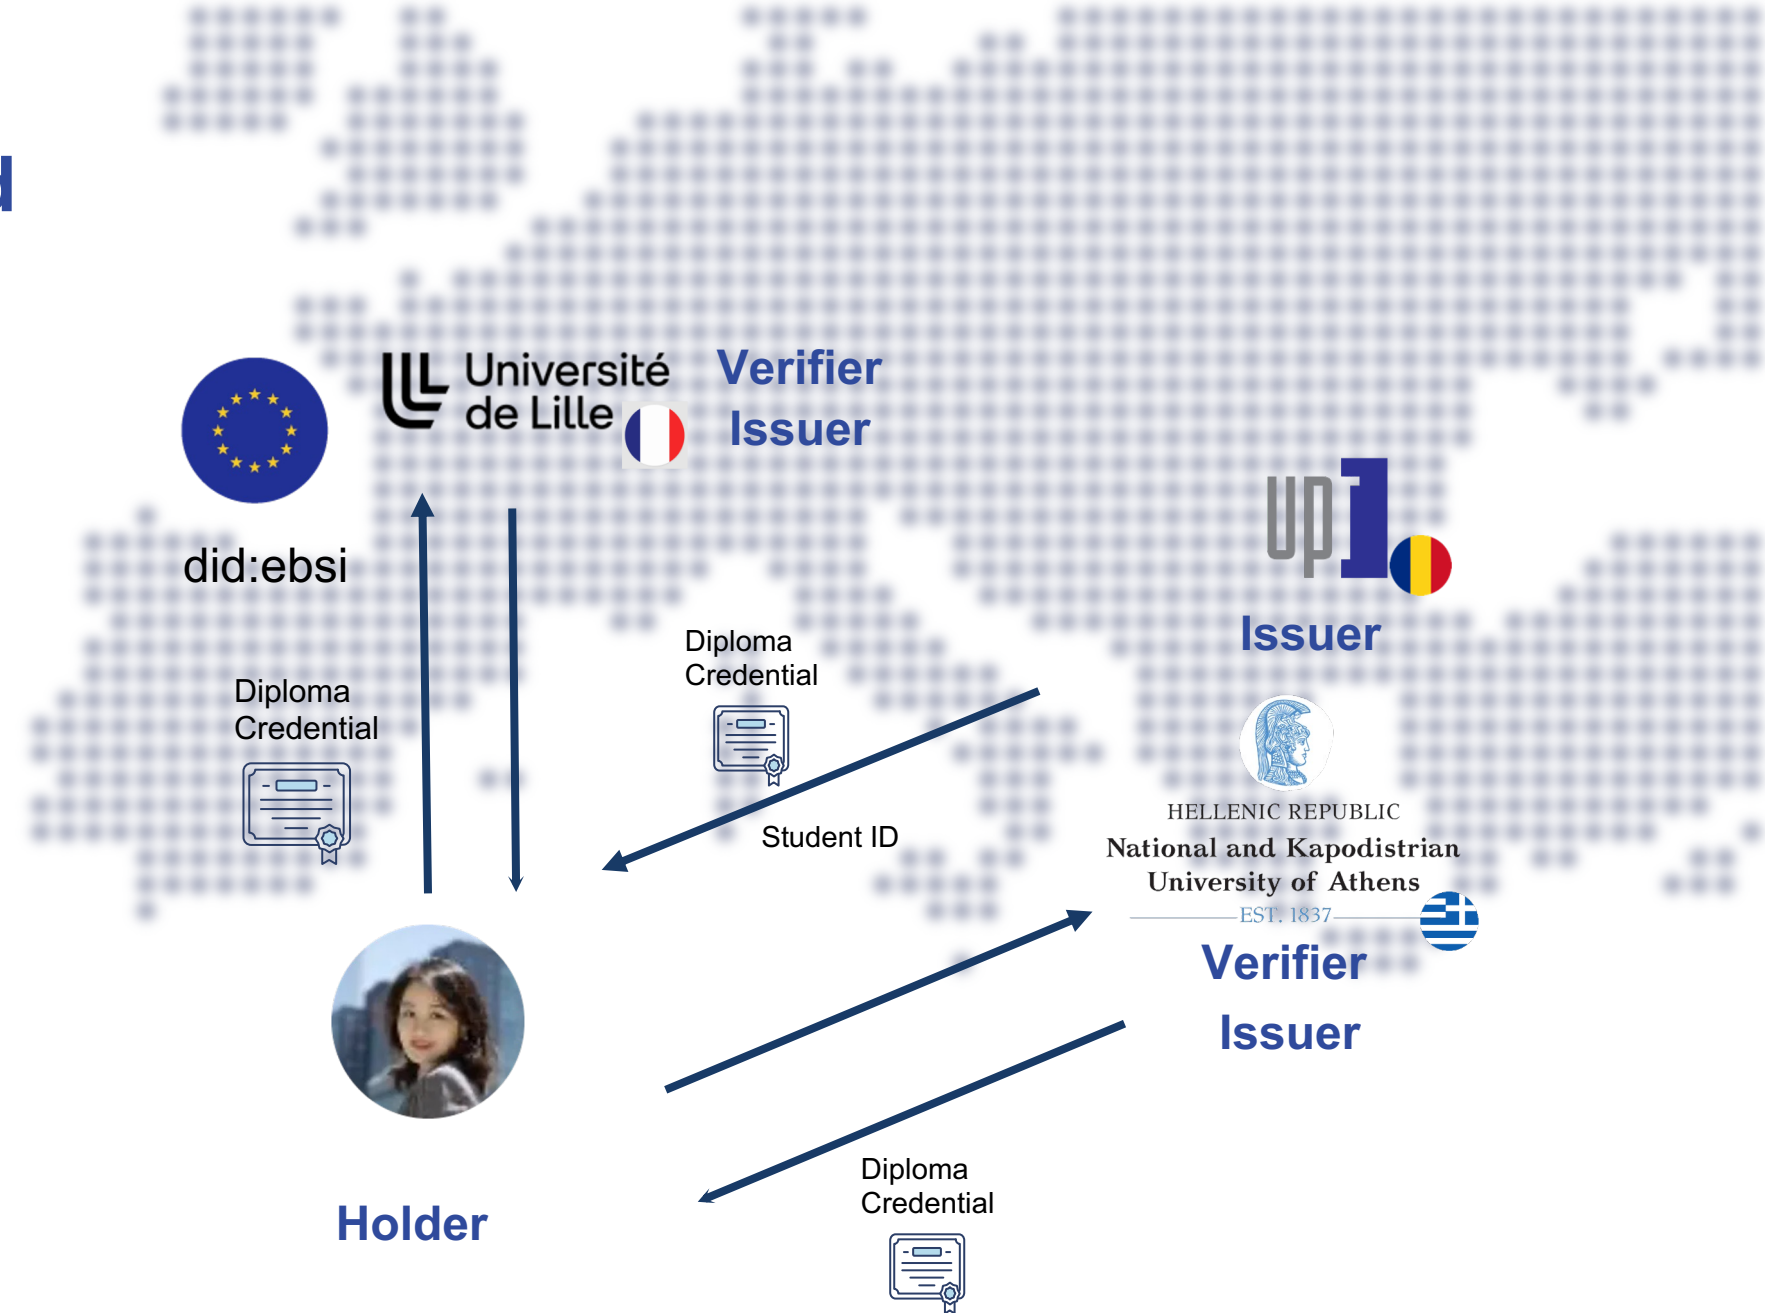 d
Université
de Lille
Verifier
Issuer
did:ebsi
up1
Issuer
Diploma
Credential
Diploma
Credential
Student ID
HELLENIC REPUBLIC
National and Kapodistrian
University of Athens
EST. 1837
Verifier
Issuer
Holder
Diploma
Credential